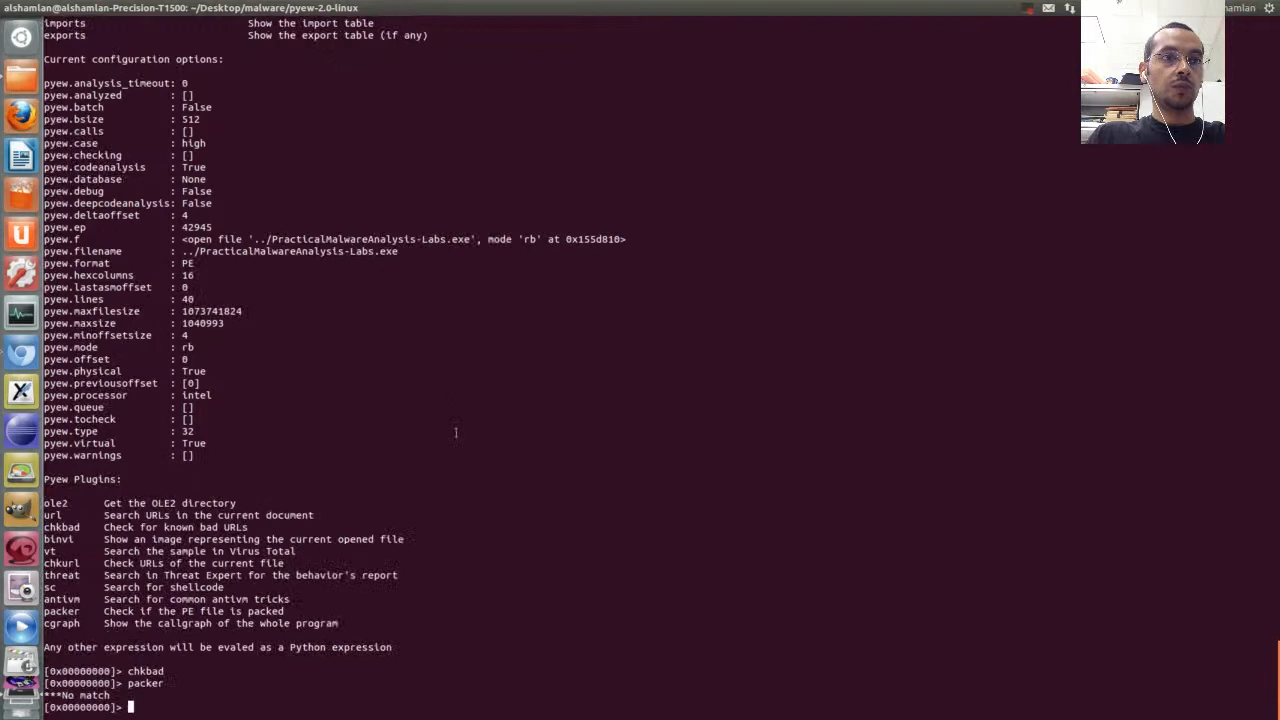 alshamlan@alshamlan-Precision-T1500: ~/Desktop/malware/pyew-2.0-linux
hamlan
imports Show the import table
exports Show the export table (if any)
Current configuration options:
pyew.analysis_timeout: 0
pyew.analyzed : []
pyew.batch : False
pyew.bsize : 512
pyew.calls : []
pyew.case : high
pyew.checking : []
pyew.codeanalysis : True
pyew.database : None
pyew.debug : False
pyew.deepcodeanalysis: False
pyew.deltaoffset : 4
pyew.ep : 42945
pyew.f : <open file '../PracticalMalwareAnalysis-Labs.exe', mode 'rb' at 0x155d810>
pyew.filename : ../PracticalMalwareAnalysis-Labs.exe
pyew.format : PE
pyew.hexcolumns : 16
pyew.lastasmoffset : 0
pyew.lines : 40
pyew.maxfilesize : 1073741824
pyew.maxsize : 1040993
pyew.minoffsetsize : 4
pyew.mode : rb
pyew.offset : 0
pyew.physical : True
pyew.previousoffset : [0]
pyew.processor : intel
pyew.queue : []
pyew.tocheck : []
pyew.type : 32
pyew.virtual : True
pyew.warnings : []
Pyew Plugins:
ole2 Get the OLE2 directory
url Search URLs in the current document
chkbad Check for known bad URLs
binvi Show an image representing the current opened file
vt Search the sample in Virus Total
chkurl Check URLs of the current file
threat Search in Threat Expert for the behavior's report
sc Search for shellcode
antivm Search for common antivm tricks
packer Check if the PE file is packed
cgraph Show the callgraph of the whole program
Any other expression will be evaled as a Python expression
[0x00000000]> chkbad
[0x00000000]> packer
***No match
[0x00000000]>